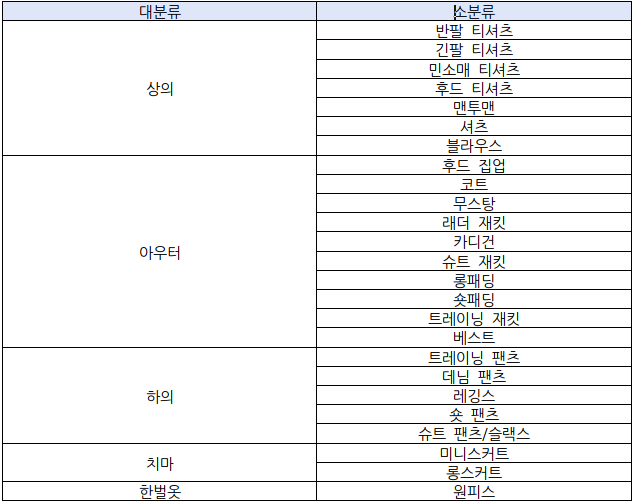 대분류 소분류
상의 반팔 티셔츠
긴팔 티셔츠
민소매 티셔츠
후드 티셔츠
맨투맨
셔츠
블라우스
아우터 후드 집업
코트
무스탕
래더 재킷
카디건
슈트 재킷
롱패딩
숏패딩
트레이닝 재킷
베스트
하의 트레이닝 팬츠
데님 팬츠
레깅스
숏 팬츠
슈트 팬츠/슬랙스
치마 미니스커트
롱스커트
한벌옷 원피스